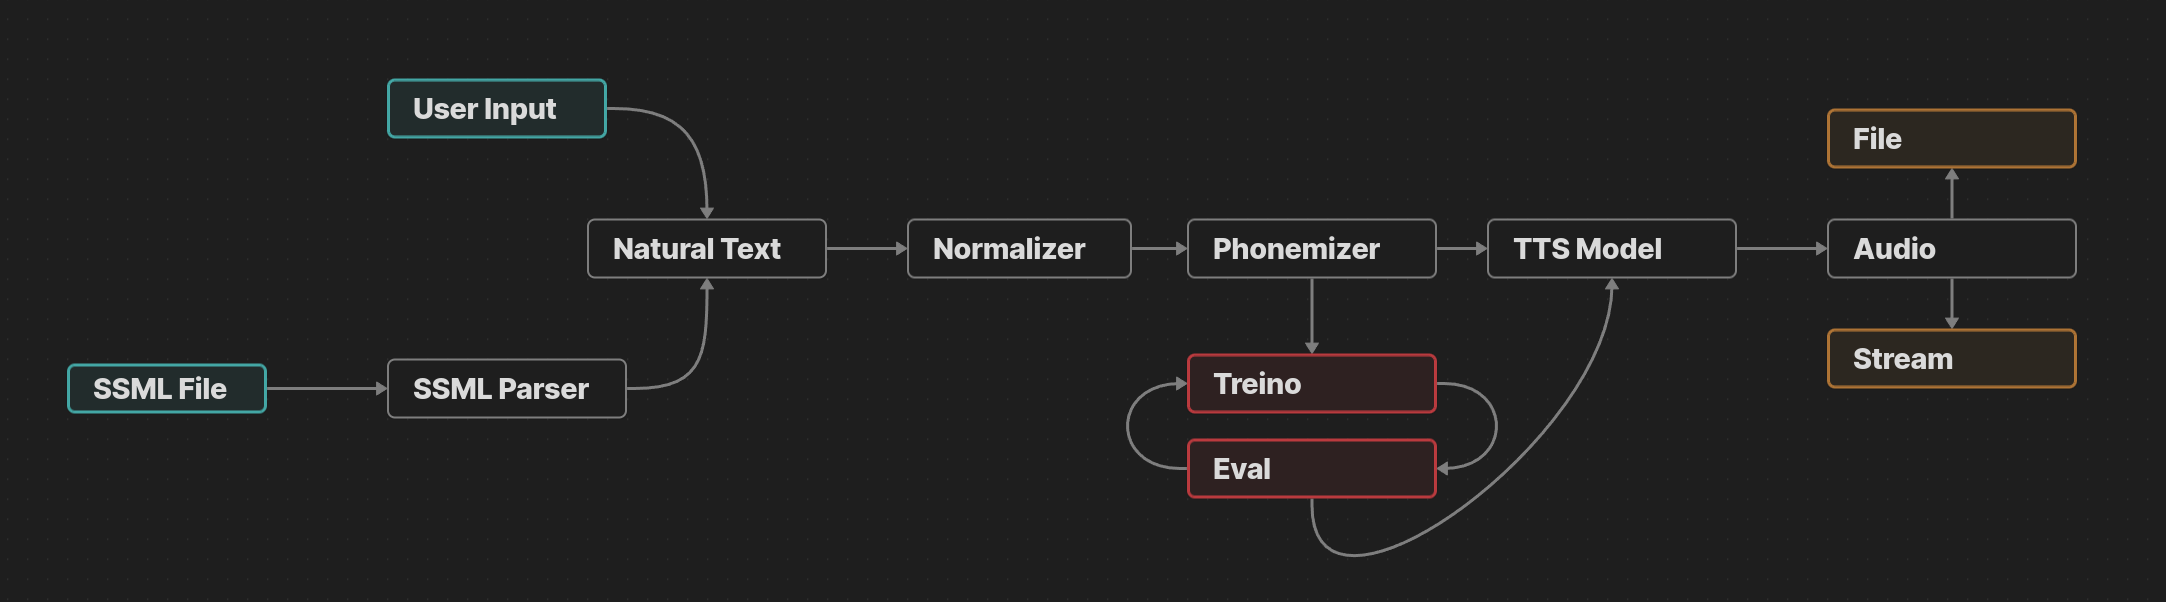 User Input
File
Natural Text
Normalizer
Phonemizer
TTS Model
Audio
SSML File
SSML Parser
Treino
Stream
Eval